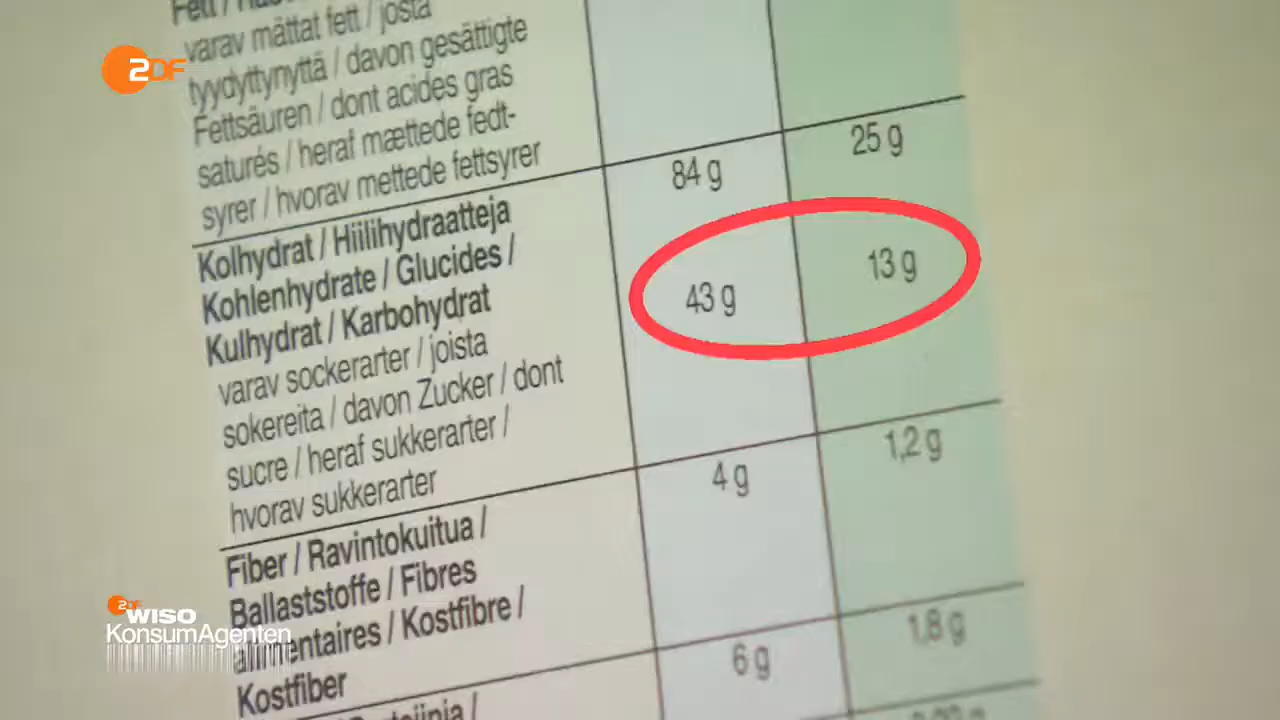 Fett /
varav mättat fett / josta
tyydyttynyttä / davon gesättigte
Fettsäuren / dont acides gras
saturés / heraf mættede fedt-
syrer / hvorav mettede fettsyrer
Kolhydrat / Hiilihydraatteja
Kohlenhydrate / Glucides /
Kulhydrat / Karbohydrat
varav sockerarter / joista
sokereita / davon Zucker / dont
sucre / heraf sukkerarter /
hvorav sukkerarter
84 g
25 g
43 g
13 g
Fiber / Ravintokuitua /
Ballaststoffe / Fibres
alimentaires / Kostfibre /
Kostfiber
4 g
1,2 g
6 g
1,8 g
ZDF
ZDF
WISO
KonsumAgenten